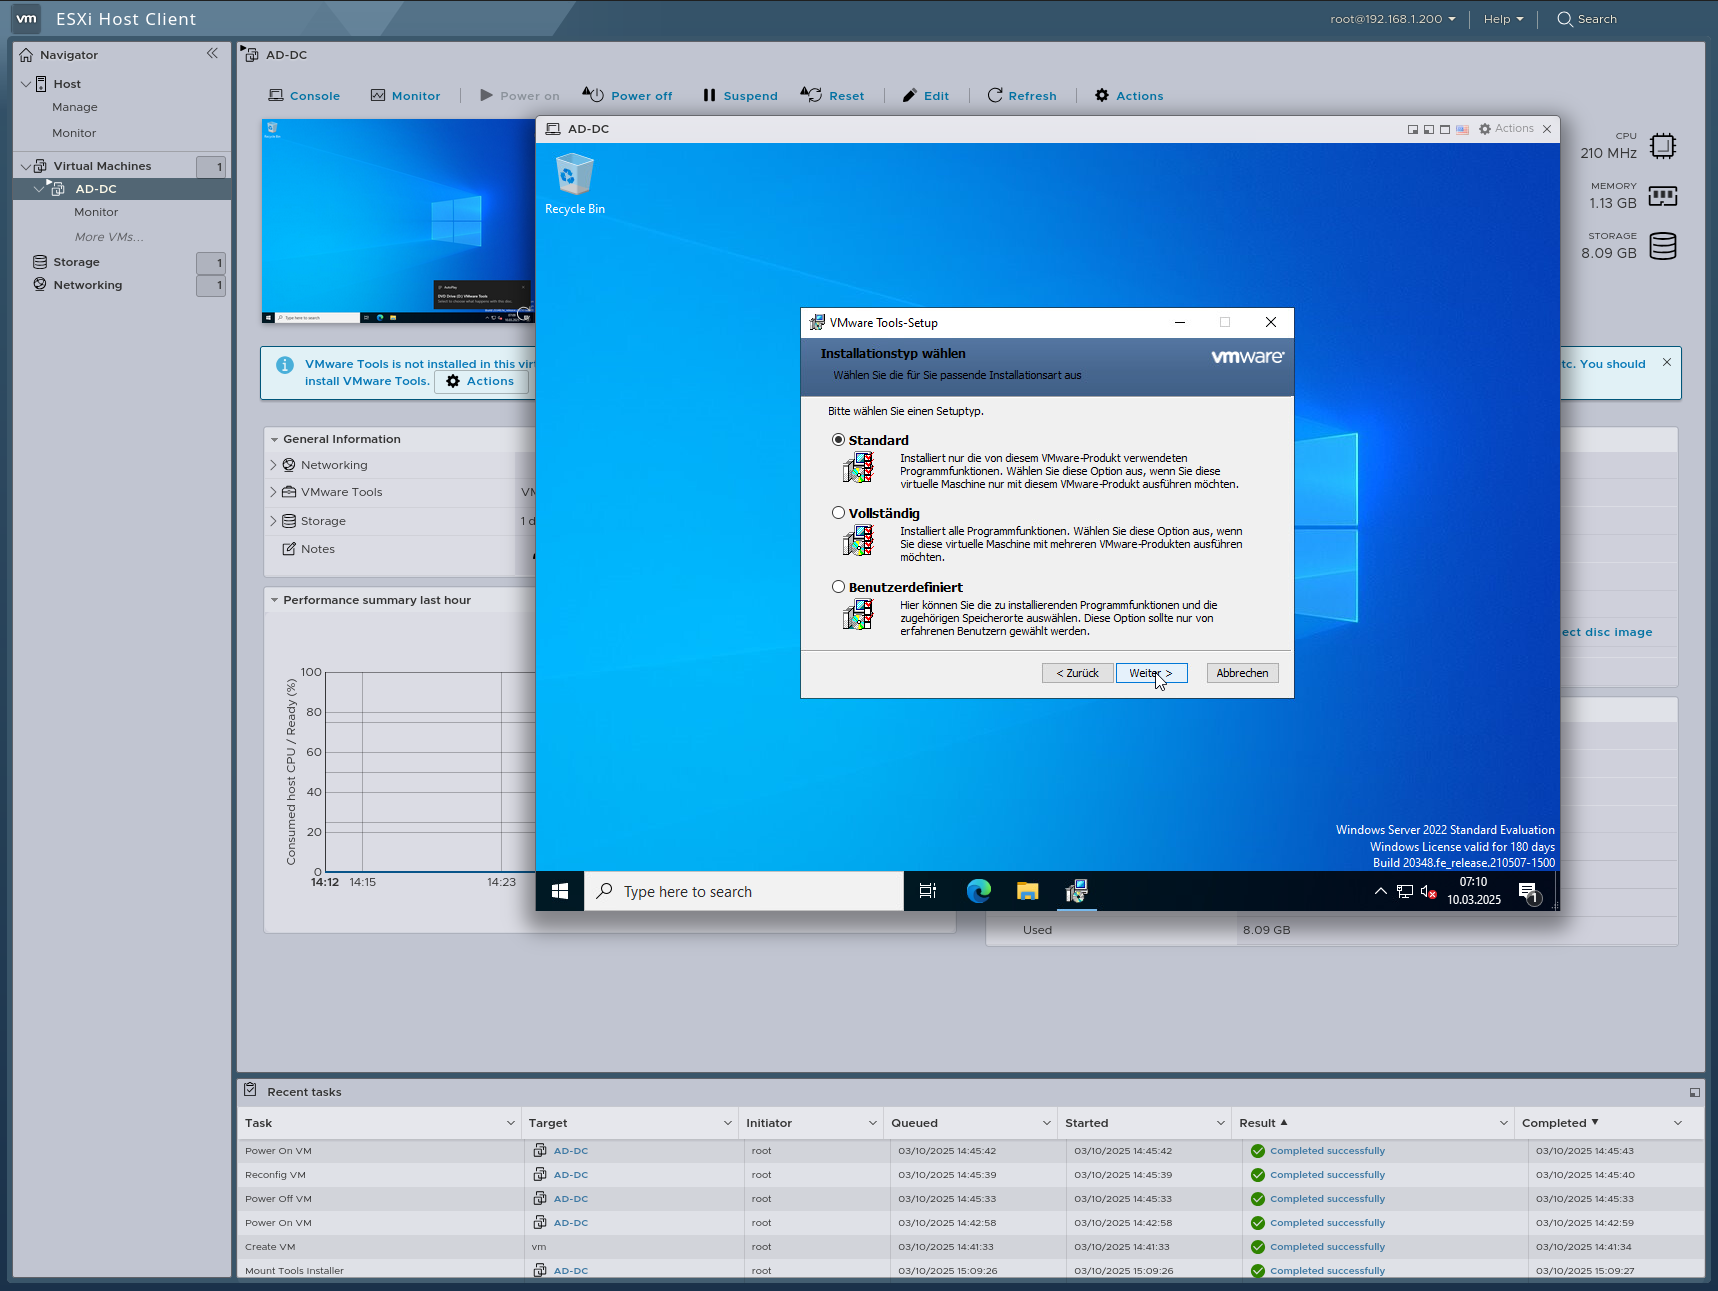 vm ESXi Host Client
root@192.168.1.200 Help Search
Navigator
Host
Manage
Monitor
Virtual Machines 1
AD-DC
Monitor
More VMs...
Storage 1
Networking 1
AD-DC
Console Monitor Power on Power off Suspend Reset Edit Refresh Actions
CPU
210 MHz
MEMORY
1.13 GB
STORAGE
8.09 GB
VMware Tools is not installed in this
install VMware Tools. Actions
tc. You should
General Information
Networking
VMware Tools
Storage
Notes
ect disc image
Performance summary last hour
Consumed host CPU / Ready (%)
100
80
60
40
20
0
14:12 14:15 14:23
Used 8.09 GB
AD-DC Actions
Recycle Bin
VMware Tools-Setup
Installationstyp wählen
vmware
Wählen Sie die für Sie passende Installationsart aus
Bitte wählen Sie einen Setuptyp.
Standard
Installiert nur die von diesem VMware-Produkt verwendeten
Programmfunktionen. Wählen Sie diese Option aus, wenn Sie diese
virtuelle Maschine nur mit diesem VMware-Produkt ausführen möchten.
Vollständig
Installiert alle Programmfunktionen. Wählen Sie diese Option aus, wenn
Sie diese virtuelle Maschine mit mehreren VMware-Produkten ausführen
möchten.
Benutzerdefiniert
Hier können Sie die zu installierenden Programmfunktionen und die
zugehörigen Speicherorte auswählen. Diese Option sollte nur von
erfahrenen Benutzern gewählt werden.
< Zurück Weiter > Abbrechen
Windows Server 2022 Standard Evaluation
Windows License valid for 180 days
Build 20348.fe_release.210507-1500
Type here to search
07:10
10.03.2025
1
Recent tasks
Task Target Initiator Queued Started Result Completed
Power On VM AD-DC root 03/10/2025 14:45:42 03/10/2025 14:45:42 Completed successfully 03/10/2025 14:45:43
Reconfig VM AD-DC root 03/10/2025 14:45:39 03/10/2025 14:45:39 Completed successfully 03/10/2025 14:45:40
Power Off VM AD-DC root 03/10/2025 14:45:33 03/10/2025 14:45:33 Completed successfully 03/10/2025 14:45:33
Power On VM AD-DC root 03/10/2025 14:42:58 03/10/2025 14:42:58 Completed successfully 03/10/2025 14:42:59
Create VM vm root 03/10/2025 14:41:33 03/10/2025 14:41:33 Completed successfully 03/10/2025 14:41:34
Mount Tools Installer AD-DC root 03/10/2025 15:09:26 03/10/2025 15:09:26 Completed successfully 03/10/2025 15:09:27